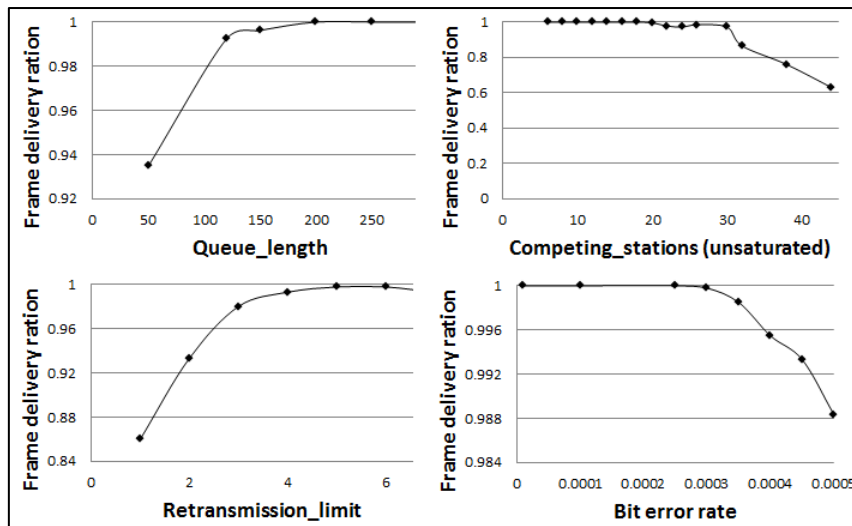 Frame delivery ration
1
0.98
0.96
0.94
0.92
0 50 100 150 200 250
Queue_length
Frame delivery ration
1
0.8
0.6
0.4
0.2
0
0 10 20 30 40
Competing_stations (unsaturated)
Frame delivery ration
1
0.96
0.92
0.88
0.84
0 2 4 6
Retransmission_limit
Frame delivery ration
1
0.996
0.992
0.988
0.984
0 0.0001 0.0002 0.0003 0.0004 0.0005
Bit error rate